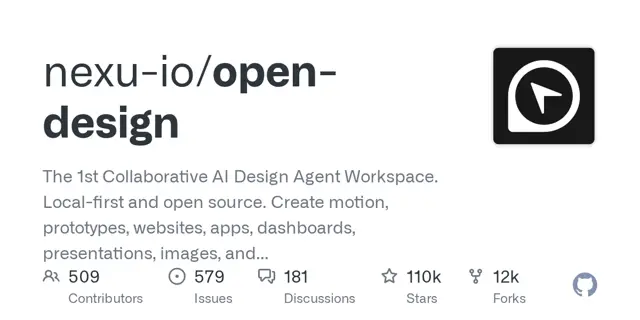 nexu-io/open-
design
The 1st Collaborative AI Design Agent Workspace.
Local-first and open source. Create motion,
prototypes, websites, apps, dashboards,
presentations, images, and...
509 579 181 110k 12k
Contributors Issues Discussions Stars Forks